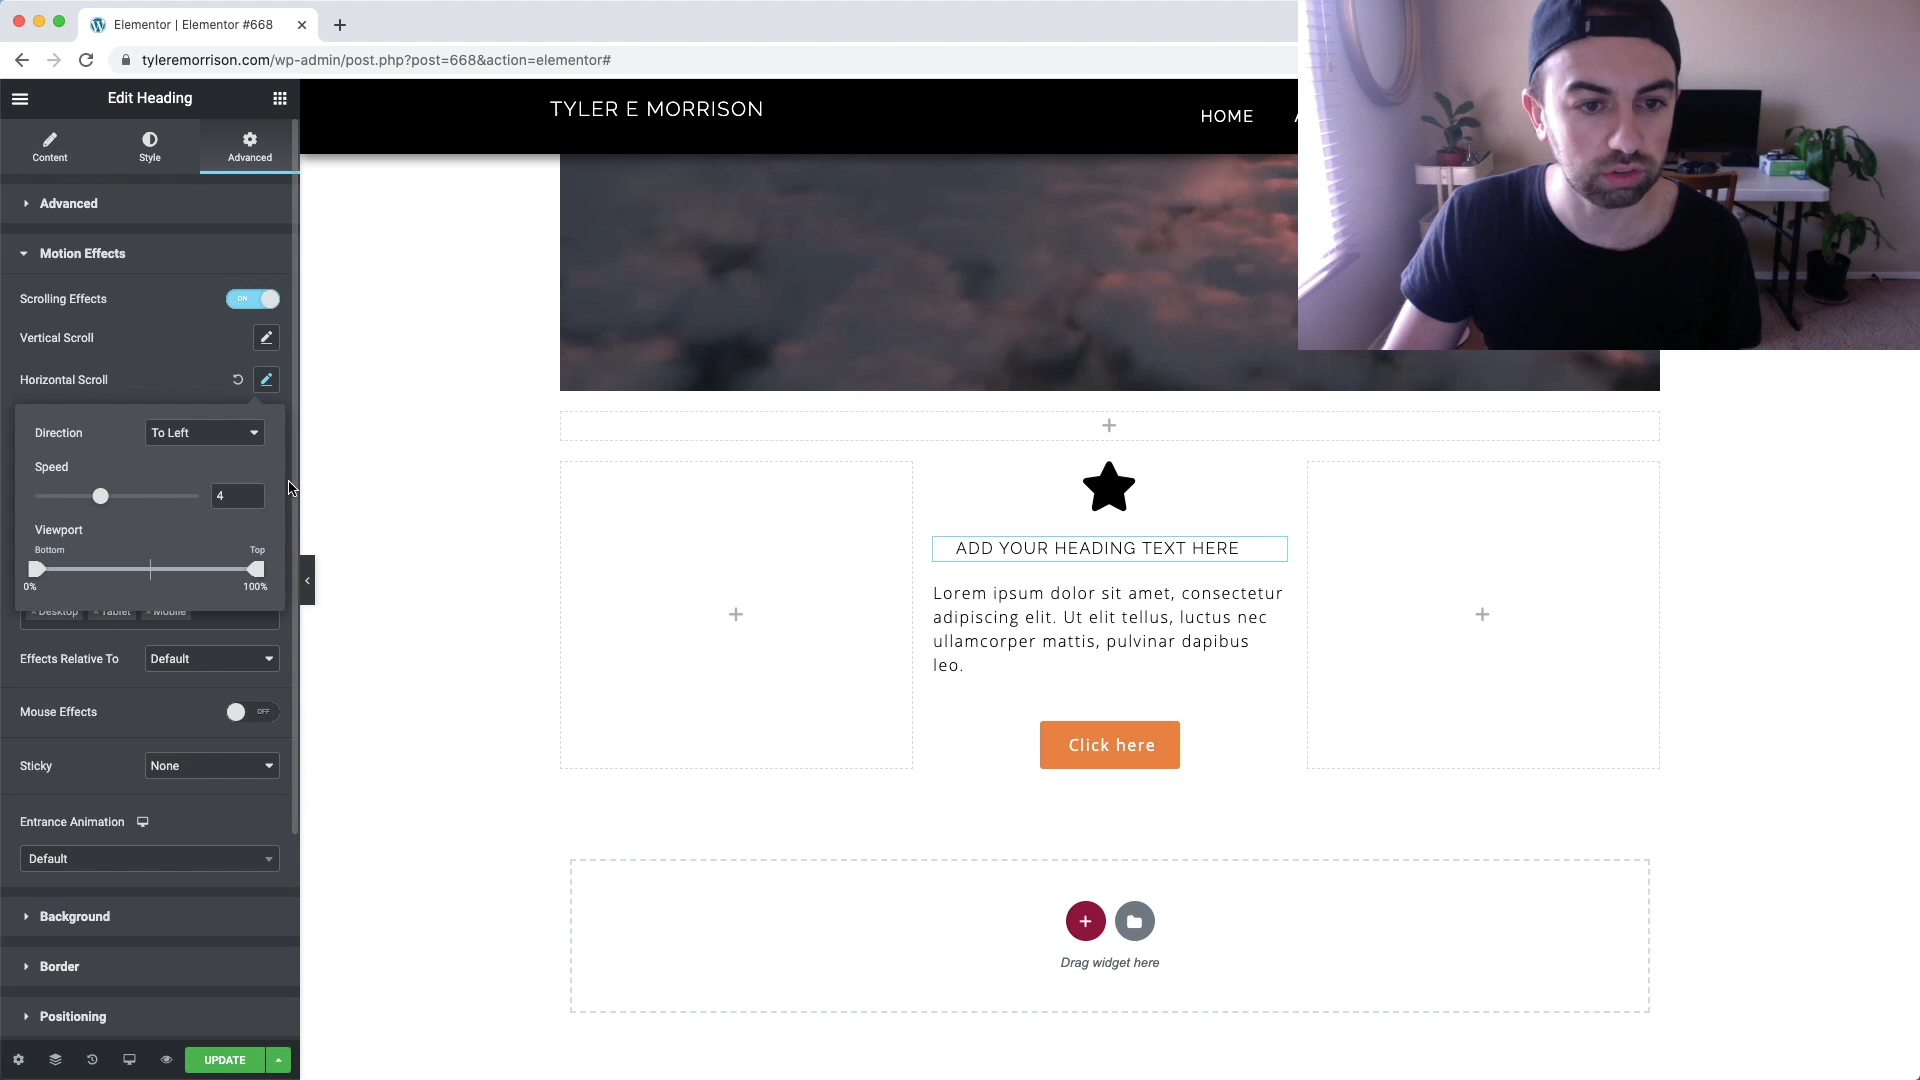 Elementor | Elementor #668
tyleremorrison.com/wp-admin/post.php?post=668&action=elementor#
Edit Heading
Content
Style
Advanced
Advanced
Motion Effects
Scrolling Effects
ON
Vertical Scroll
Horizontal Scroll
Direction
To Left
Speed
4
Viewport
Bottom
Top
0%
100%
× Desktop × Tablet × Mobile
Effects Relative To
Default
Mouse Effects
OFF
Sticky
None
Entrance Animation
Default
Background
Border
Positioning
UPDATE
TYLER E MORRISON
HOME
ADD YOUR HEADING TEXT HERE
Lorem ipsum dolor sit amet, consectetur
adipiscing elit. Ut elit tellus, luctus nec
ullamcorper mattis, pulvinar dapibus
leo.
Click here
Drag widget here